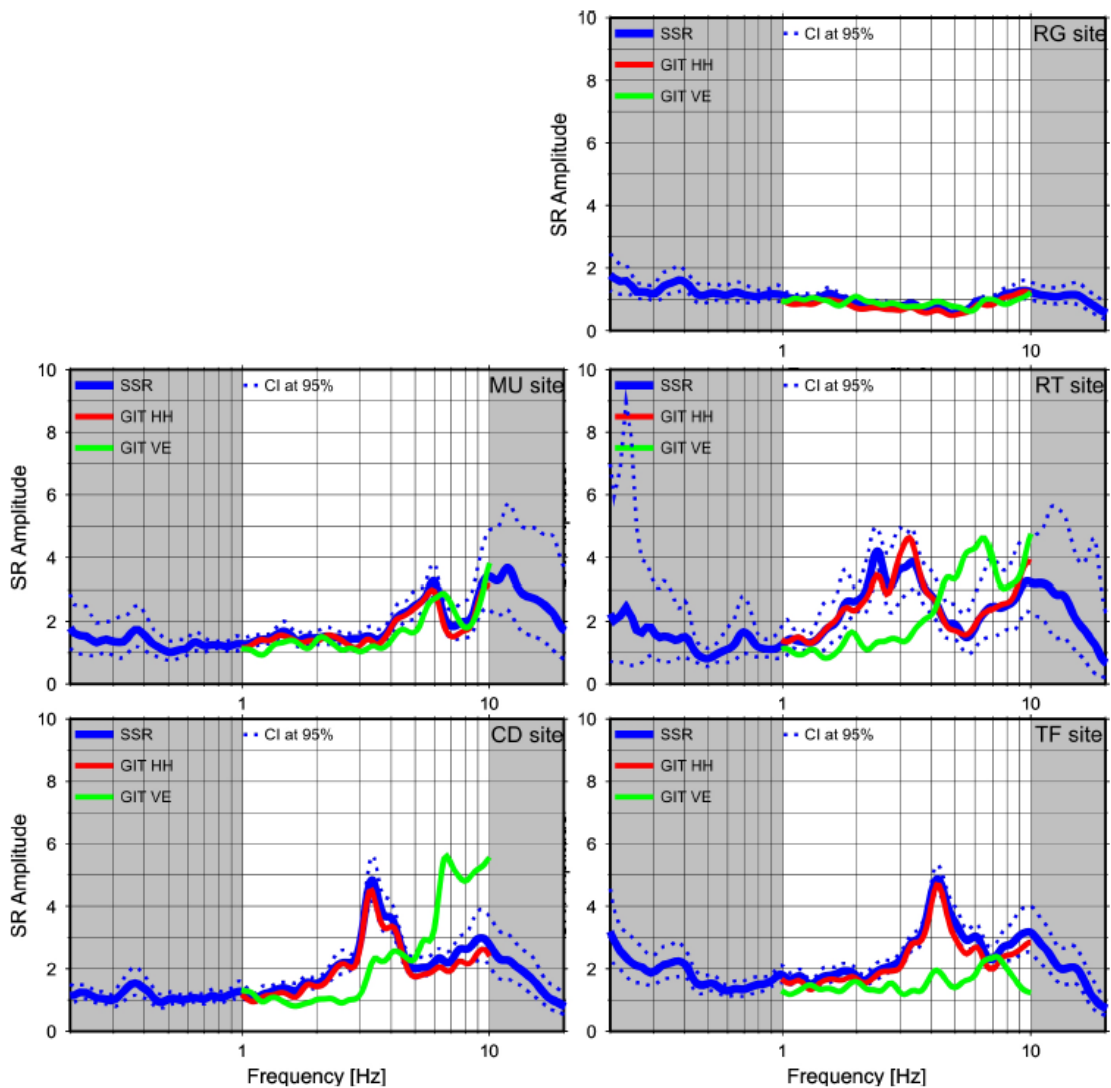 10
SSR
CI at 95%
RG site
GIT HH
8
GIT VE
6
SR Amplitude
4
2
0
1
10
10
SSR
CI at 95%
MU site
GIT HH
8
GIT VE
6
SR Amplitude
4
2
0
1
10
10
SSR
CI at 95%
RT site
GIT HH
8
GIT VE
6
4
2
0
1
10
10
SSR
CI at 95%
CD site
GIT HH
8
GIT VE
6
SR Amplitude
4
2
0
1
10
Frequency [Hz]
10
SSR
CI at 95%
TF site
GIT HH
8
GIT VE
6
4
2
0
1
10
Frequency [Hz]